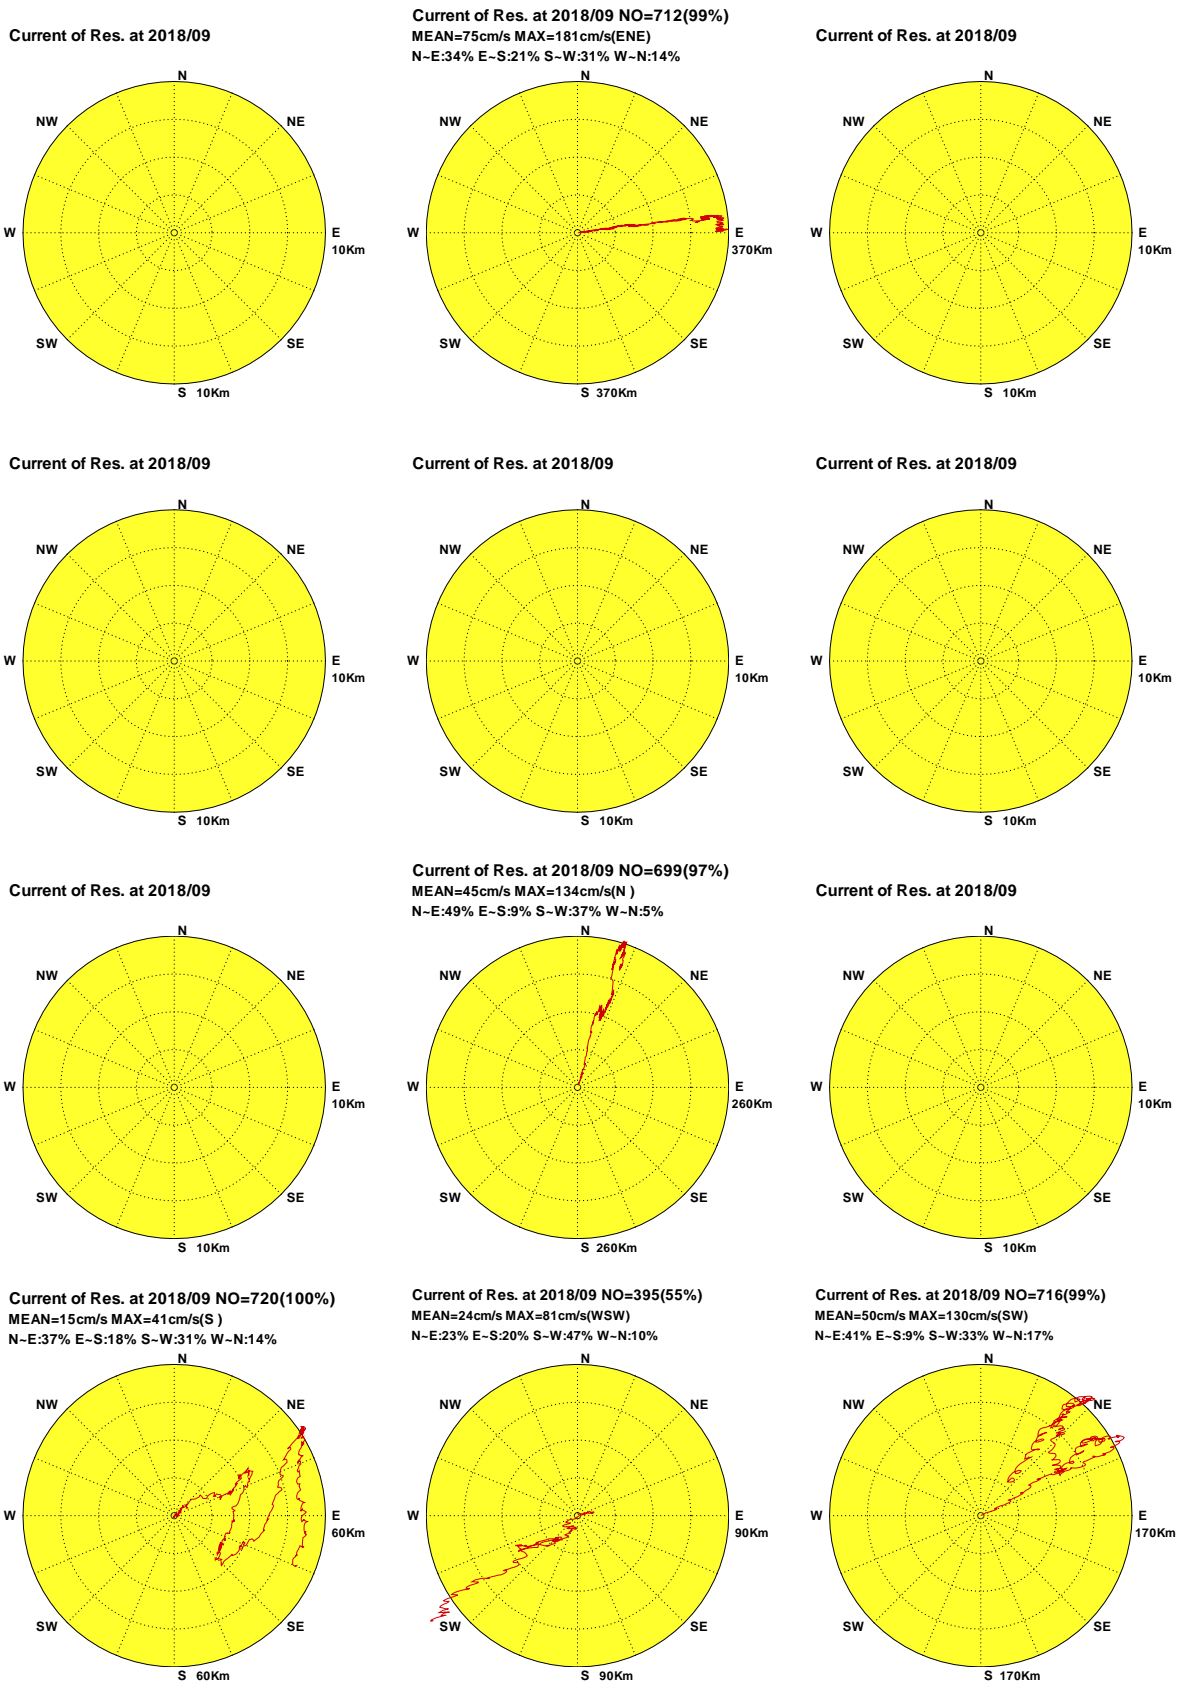 Current of Res. at 2018/09
N
NW
NE
W
E
10Km
SW
SE
S 10Km
Current of Res. at 2018/09 NO=712(99%)
MEAN=75cm/s MAX=181cm/s(ENE)
N~E:34% E~S:21% S~W:31% W~N:14%
N
NW
NE
W
E
370Km
SW
SE
S 370Km
Current of Res. at 2018/09
N
NW
NE
W
E
10Km
SW
SE
S 10Km
Current of Res. at 2018/09
N
NW
NE
W
E
10Km
SW
SE
S 10Km
Current of Res. at 2018/09
N
NW
NE
W
E
10Km
SW
SE
S 10Km
Current of Res. at 2018/09
N
NW
NE
W
E
10Km
SW
SE
S 10Km
Current of Res. at 2018/09
N
NW
NE
W
E
10Km
SW
SE
S 10Km
Current of Res. at 2018/09 NO=699(97%)
MEAN=45cm/s MAX=134cm/s(N )
N~E:49% E~S:9% S~W:37% W~N:5%
N
NW
NE
W
E
260Km
SW
SE
S 260Km
Current of Res. at 2018/09
N
NW
NE
W
E
10Km
SW
SE
S 10Km
Current of Res. at 2018/09 NO=720(100%)
MEAN=15cm/s MAX=41cm/s(S )
N~E:37% E~S:18% S~W:31% W~N:14%
N
NW
NE
W
E
60Km
SW
SE
S 60Km
Current of Res. at 2018/09 NO=395(55%)
MEAN=24cm/s MAX=81cm/s(WSW)
N~E:23% E~S:20% S~W:47% W~N:10%
N
NW
NE
W
E
90Km
SW
SE
S 90Km
Current of Res. at 2018/09 NO=716(99%)
MEAN=50cm/s MAX=130cm/s(SW)
N~E:41% E~S:9% S~W:33% W~N:17%
N
NW
NE
W
E
170Km
SW
SE
S 170Km